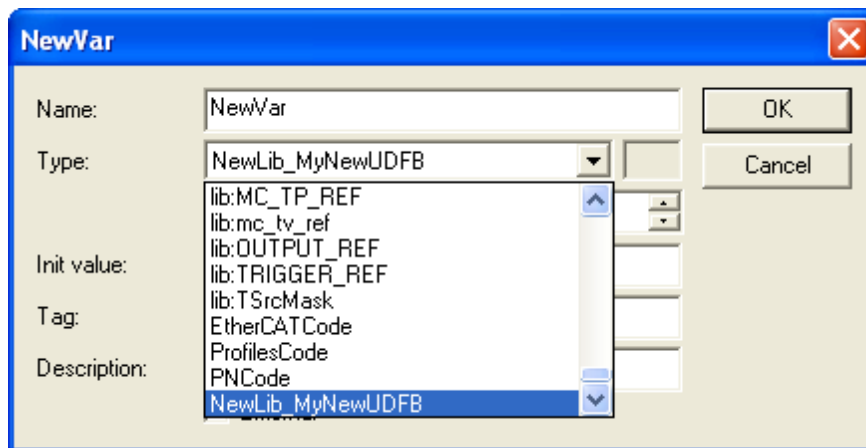 NewVar
Name:
NewVar
OK
Type:
NewLib_MyNewUDFB
Cancel
lib:MC_TP_REF
lib:mc_tv_ref
lib:OUTPUT_REF
Init value:
lib:TRIGGER_REF
lib:TSrcMask
Tag:
EtherCATCode
ProfilesCode
Description:
PNCode
NewLib_MyNewUDFB